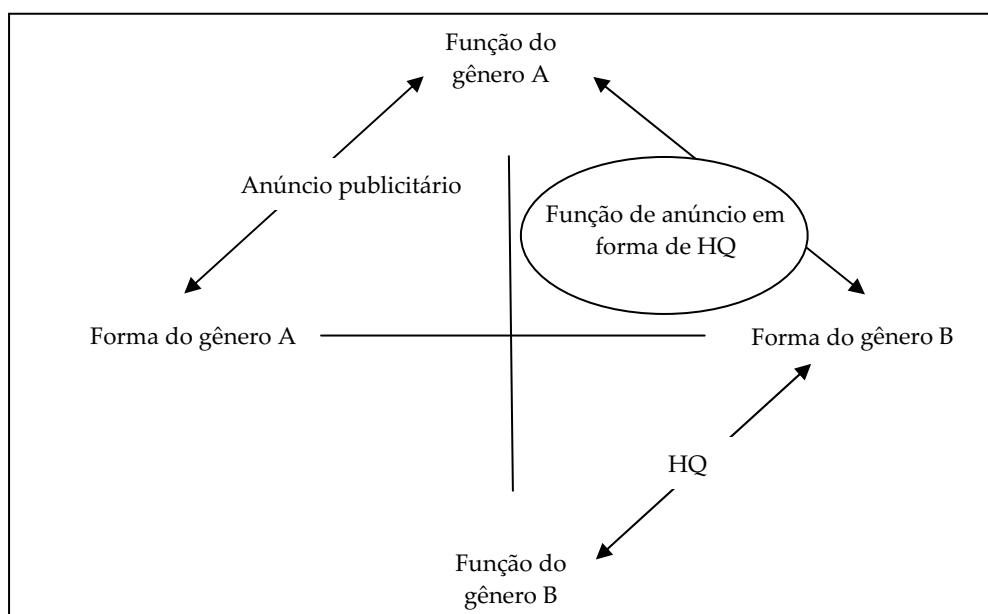 Função do
gênero A
Anúncio publicitário
Função de anúncio em
forma de HQ
Forma do gênero A
Forma do gênero B
HQ
Função do
gênero B